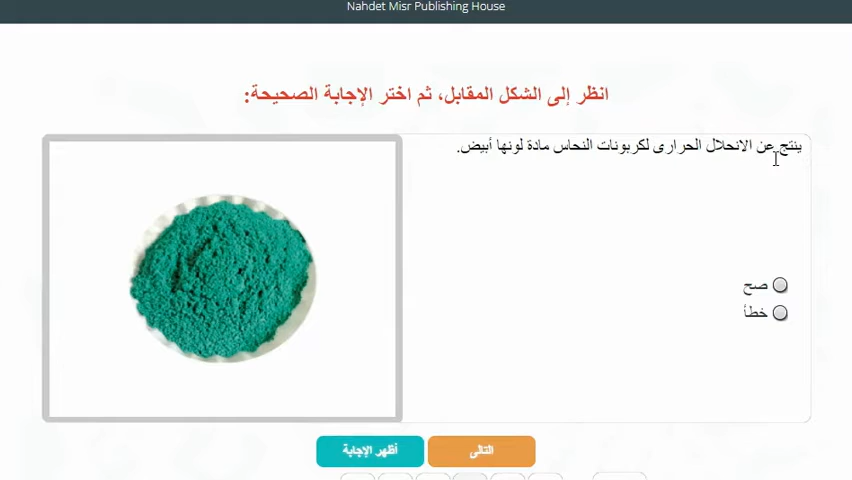 Nahdet Misr Publishing House
انظر إلى الشكل المقابل، ثم اختر الإجابة الصحيحة:
ينتج عن الانحلال الحرارى لكربونات النحاس مادة لونها أبيض.
صح
خطأ
التالى
أظهر الإجابة